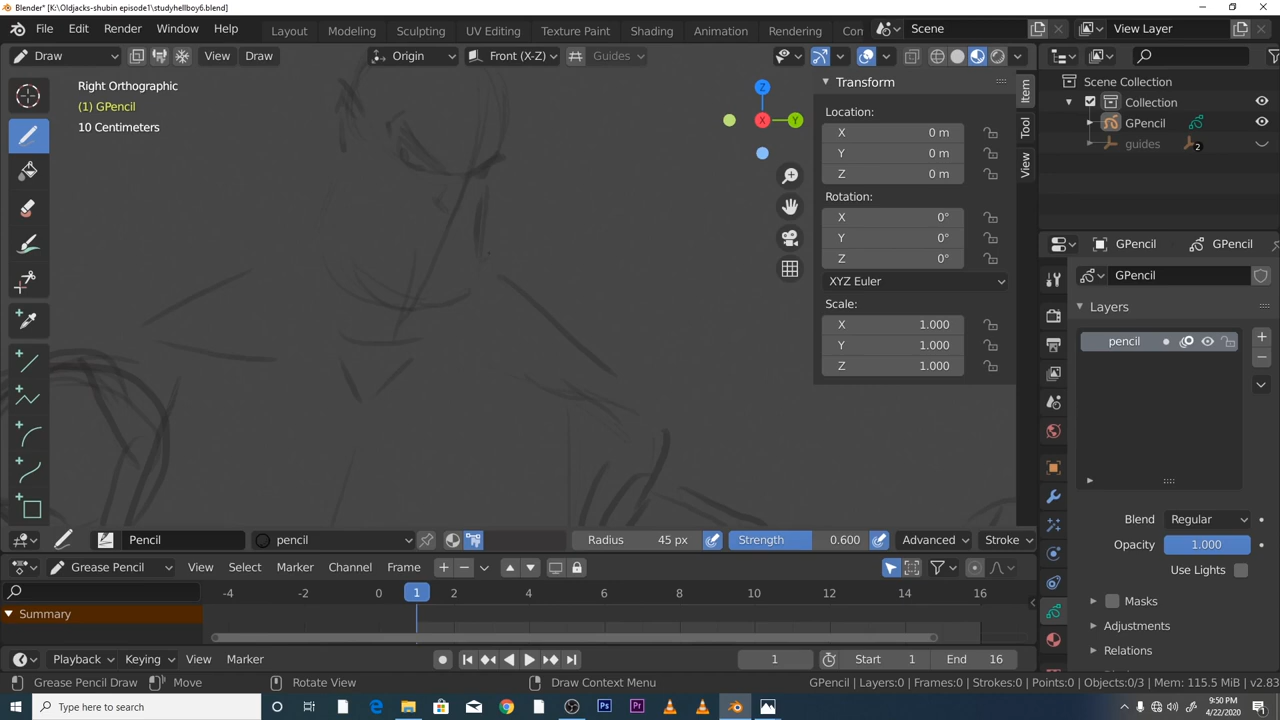 Blender* [K:\Oldjacks-shubin episode1\studyhellboy6.blend]
File Edit Render Window Help Layout Modeling Sculpting UV Editing Texture Paint Shading Animation Rendering Con Scene View Layer
Draw View Draw Origin Front (X-Z) Guides
Right Orthographic
(1) GPencil
10 Centimeters
Z
X
Y
Transform
Location:
X 0 m
Y 0 m
Z 0 m
Rotation:
X 0°
Y 0°
Z 0°
XYZ Euler
Scale:
X 1.000
Y 1.000
Z 1.000
Item
Tool
View
Scene Collection
Collection
GPencil
guides 2
GPencil GPencil
GPencil
Layers
pencil
Blend Regular
Opacity 1.000
Use Lights
Masks
Adjustments
Relations
Pencil pencil Radius 45 px Strength 0.600 Advanced Stroke
Grease Pencil View Select Marker Channel Frame
-4 -2 0 1 2 4 6 8 10 12 14 16
Summary
Playback Keying View Marker 1 Start 1 End 16
Grease Pencil Draw Move Rotate View Draw Context Menu GPencil | Layers:0 | Frames:0 | Strokes:0 | Points:0 | Objects:0/3 | Mem: 115.5 MiB | v2.83
Type here to search
9:50 PM
4/22/2020